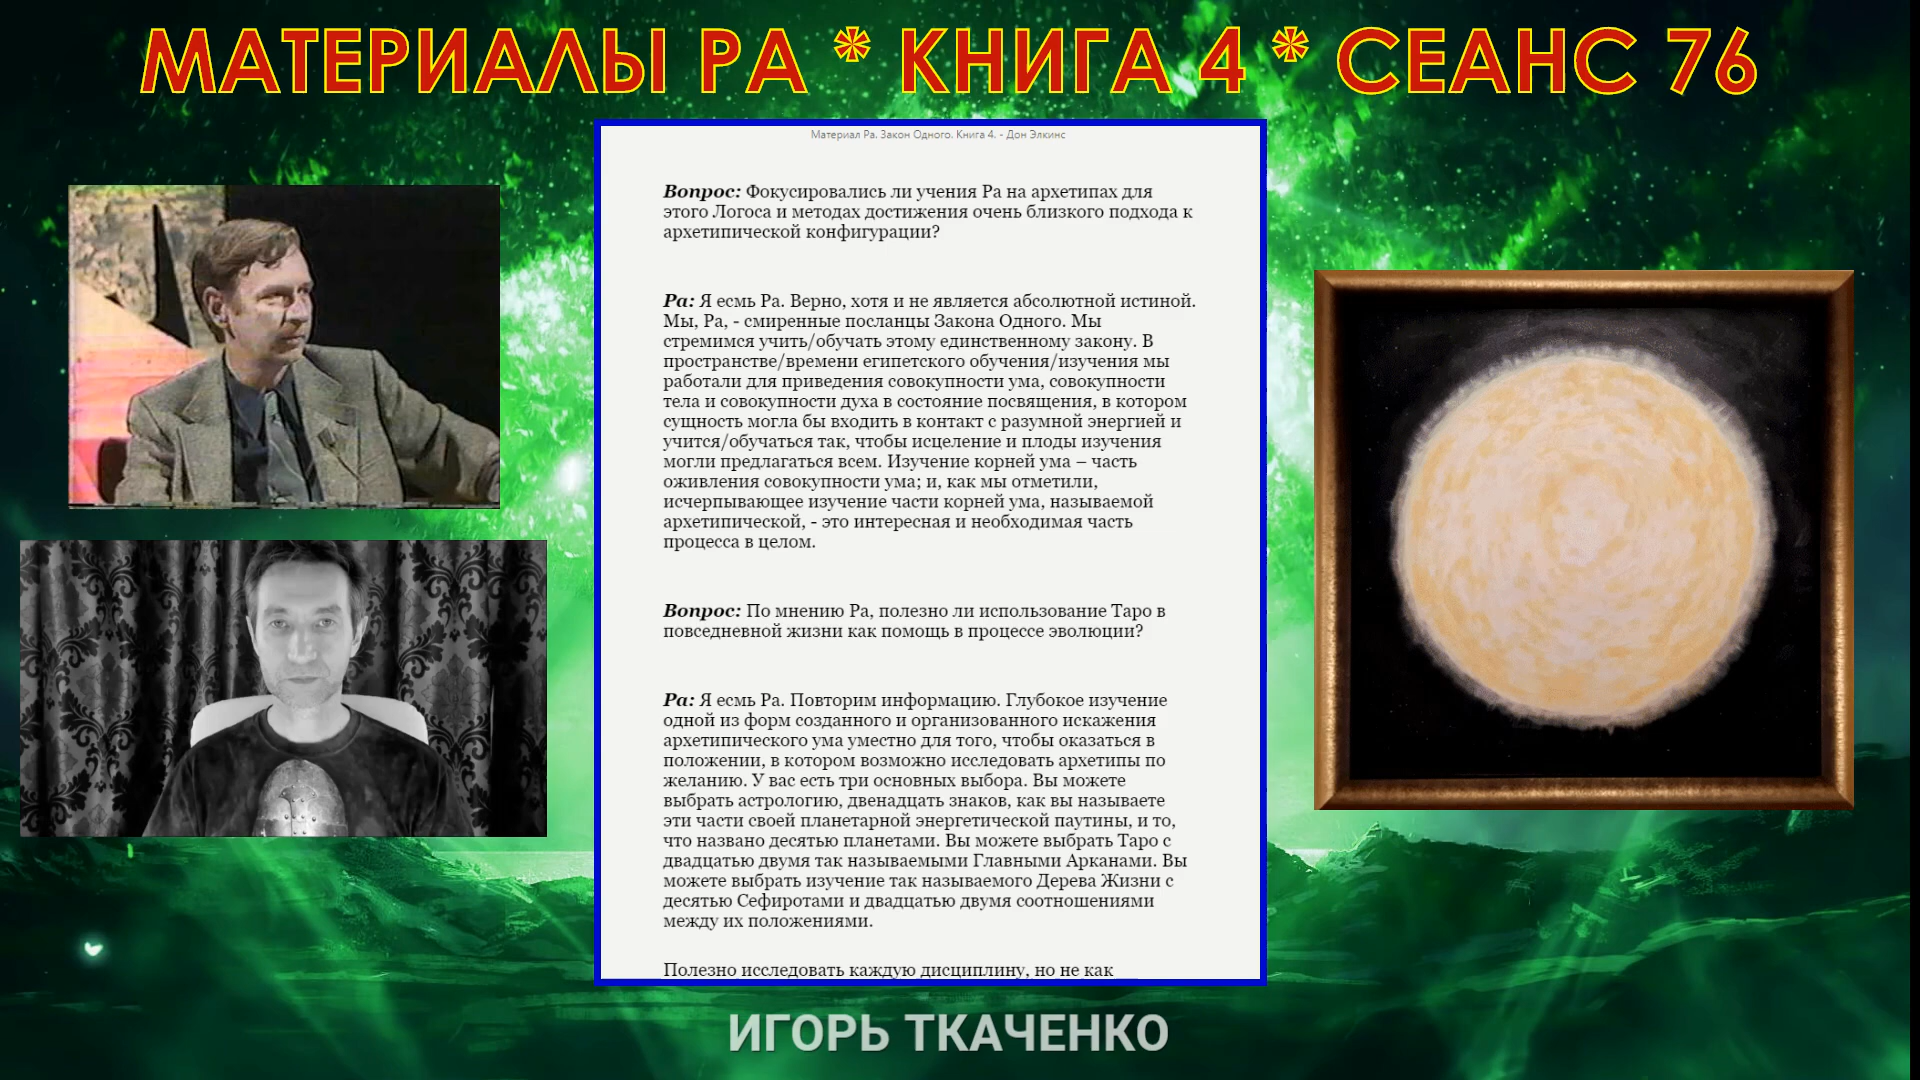 МАТЕРИАЛЫ РА * КНИГА 4 * СЕАНС 76
Материал Ра. Закон Одного. Книга 4. - Дон Элкинс
Вопрос: Фокусировались ли учения Ра на архетипах для
этого Логоса и методах достижения очень близкого подхода к
архетипической конфигурации?
Ра: Я есмь Ра. Верно, хотя и не является абсолютной истиной.
Мы, Ра, - смиренные посланцы Закона Одного. Мы
стремимся учить/обучать этому единственному закону. В
пространстве/времени египетского обучения/изучения мы
работали для приведения совокупности ума, совокупности
тела и совокупности духа в состояние посвящения, в котором
сущность могла бы входить в контакт с разумной энергией и
учится/обучаться так, чтобы исцеление и плоды изучения
могли предлагаться всем. Изучение корней ума – часть
оживления совокупности ума; и, как мы отметили,
исчерпывающее изучение части корней ума, называемой
архетипической, - это интересная и необходимая часть
процесса в целом.
Вопрос: По мнению Ра, полезно ли использование Таро в
повседневной жизни как помощь в процессе эволюции?
Ра: Я есмь Ра. Повторим информацию. Глубокое изучение
одной из форм созданного и организованного искажения
архетипического ума уместно для того, чтобы оказаться в
положении, в котором возможно исследовать архетипы по
желанию. У вас есть три основных выбора. Вы можете
выбрать астрологию, двенадцать знаков, как вы называете
эти части своей планетарной энергетической паутины, и то,
что названо десятью планетами. Вы можете выбрать Таро с
двадцатью двумя так называемыми Главными Арканами. Вы
можете выбрать изучение так называемого Дерева Жизни с
десятью Сефиротами и двадцатью двумя соотношениями
между их положениями.
Полезно исследовать каждую дисциплину, но не как
ИГОРЬ ТКАЧЕНКО